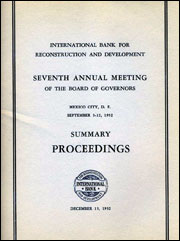 INTERNATIONAL BANK FOR
RECONSTRUCTION AND DEVELOPMENT
SEVENTH ANNUAL MEETING
OF THE BOARD OF GOVERNORS
MEXICO CITY, D. F.
SEPTEMBER 3-12, 1952
SUMMARY
PROCEEDINGS
INTERNATIONAL
BANK
DECEMBER 15, 1952